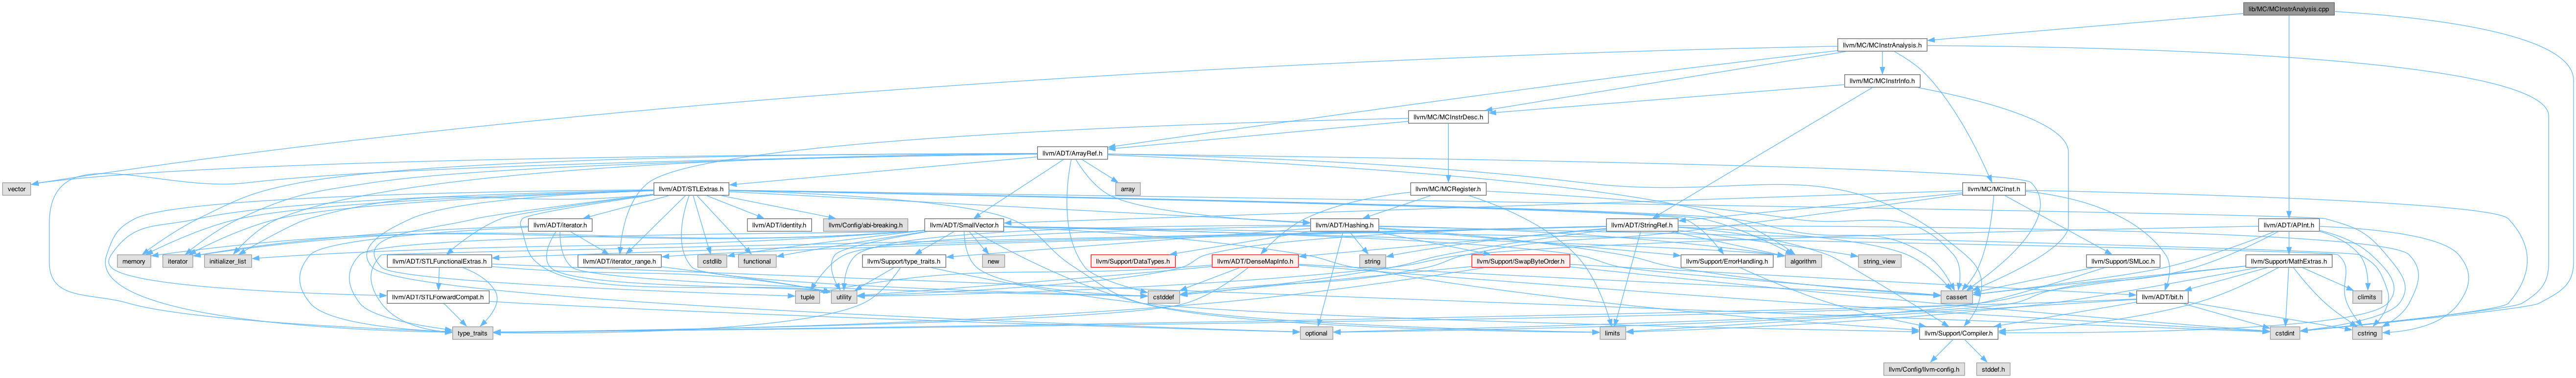 lib/MC/MCInstrAnalysis.cpp
llvm/MC/MCInstrAnalysis.h
llvm/MC/MCInstrInfo.h
llvm/MC/MCInstrDesc.h
llvm/ADT/ArrayRef.h
vector
llvm/ADT/STLExtras.h
array
llvm/MC/MCRegister.h
llvm/MC/MCInst.h
llvm/ADT/iterator.h
llvm/ADT/identity.h
llvm/Config/abi-breaking.h
llvm/ADT/SmallVector.h
llvm/ADT/Hashing.h
llvm/ADT/StringRef.h
llvm/ADT/APInt.h
memory
iterator
initializer_list
llvm/ADT/STLFunctionalExtras.h
llvm/ADT/iterator_range.h
cstdlib
functional
llvm/Support/type_traits.h
new
llvm/Support/DataTypes.h
llvm/ADT/DenseMapInfo.h
string
llvm/Support/SwapByteOrder.h
llvm/Support/ErrorHandling.h
algorithm
string_view
llvm/Support/SMLoc.h
llvm/Support/MathExtras.h
llvm/ADT/STLForwardCompat.h
tuple
utility
cstddef
cassert
llvm/ADT/bit.h
climits
type_traits
optional
limits
llvm/Support/Compiler.h
cstdint
cstring
llvm/Config/llvm-config.h
stddef.h